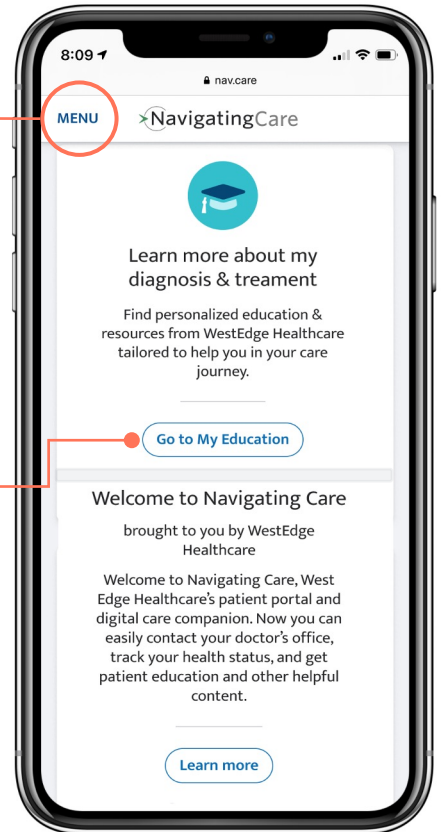 8:09
nav.care
MENU
NavigatingCare
Learn more about my
diagnosis & treament
Find personalized education &
resources from WestEdge Healthcare
tailored to help you in your care
journey.
Go to My Education
Welcome to Navigating Care
brought to you by WestEdge
Healthcare
Welcome to Navigating Care, West
Edge Healthcare's patient portal and
digital care companion. Now you can
easily contact your doctor's office,
track your health status, and get
patient education and other helpful
content.
Learn more